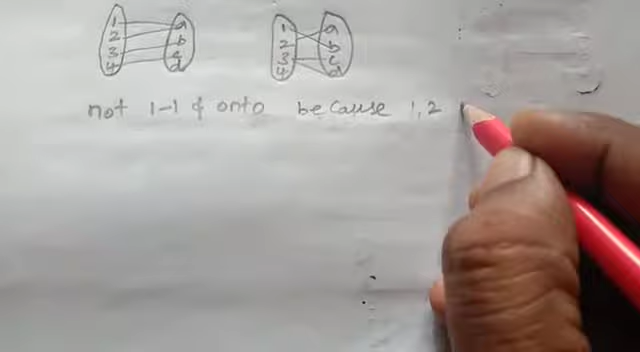 1 a 1 a
2 b 2 b
3 c 3 c
4 d 4 d
not 1-1 & onto because 1, 2